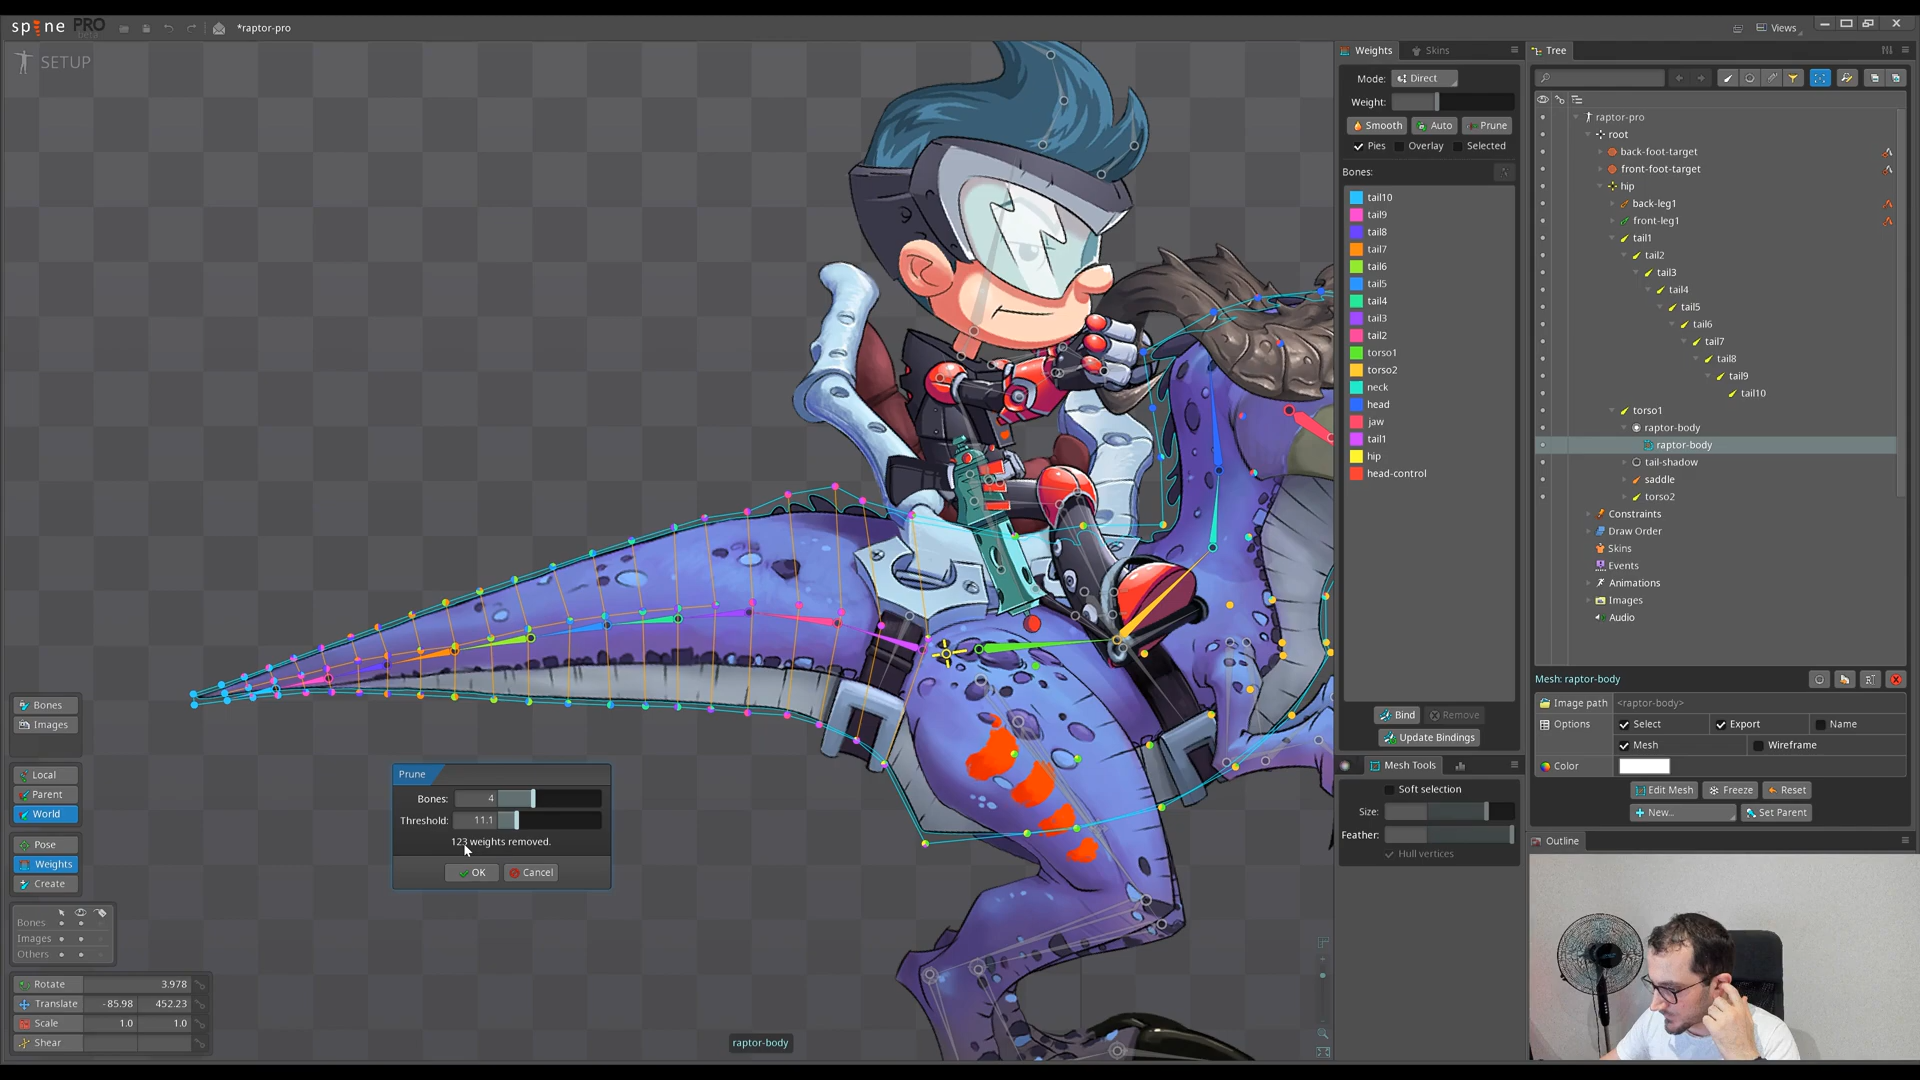 spine PRO
*raptor-pro
Views
SETUP
Weights
Skins
Mode:
Direct
Weight:
Smooth
Auto
Prune
Pies
Overlay
Selected
Bones:
tail10
tail9
tail8
tail7
tail6
tail5
tail4
tail3
tail2
torso1
torso2
neck
head
jaw
tail1
hip
head-control
Bind
Remove
Update Bindings
Mesh Tools
Soft selection
Size:
Feather:
Hull vertices
Tree
raptor-pro
root
back-foot-target
front-foot-target
hip
back-leg1
front-leg1
tail1
tail2
tail3
tail4
tail5
tail6
tail7
tail8
tail9
tail10
torso1
raptor-body
raptor-body
tail-shadow
saddle
torso2
Constraints
Draw Order
Skins
Events
Animations
Images
Audio
Mesh: raptor-body
Image path
<raptor-body>
Options
Select
Export
Name
Mesh
Wireframe
Color
Edit Mesh
Freeze
Reset
New...
Set Parent
Outline
Bones
Images
Local
Parent
World
Pose
Weights
Create
Bones
Images
Others
Rotate 3.978
Translate -85.98 452.23
Scale 1.0 1.0
Shear
Prune
Bones: 4
Threshold: 11.1
123 weights removed.
OK
Cancel
raptor-body